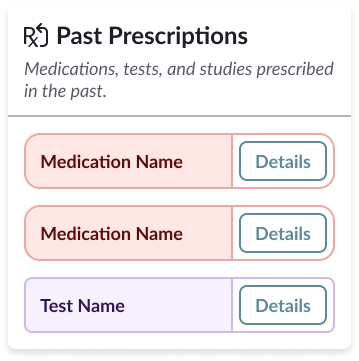 Past Prescriptions
Medications, tests, and studies prescribed
in the past.
Medication Name
Details
Medication Name
Details
Test Name
Details